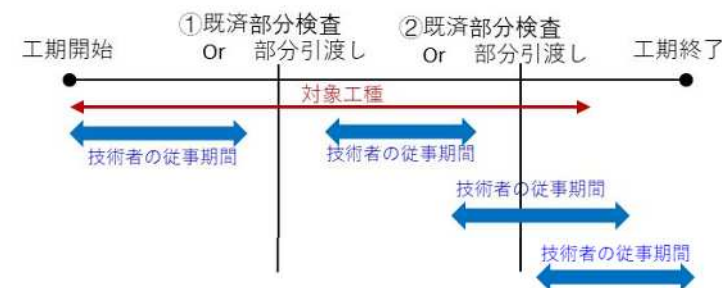 ①既済部分検査
②既済部分検査
工期開始
Or 部分引渡し
Or 部分引渡し
工期終了
対象工種
技術者の従事期間
技術者の従事期間
技術者の従事期間
技術者の従事期間